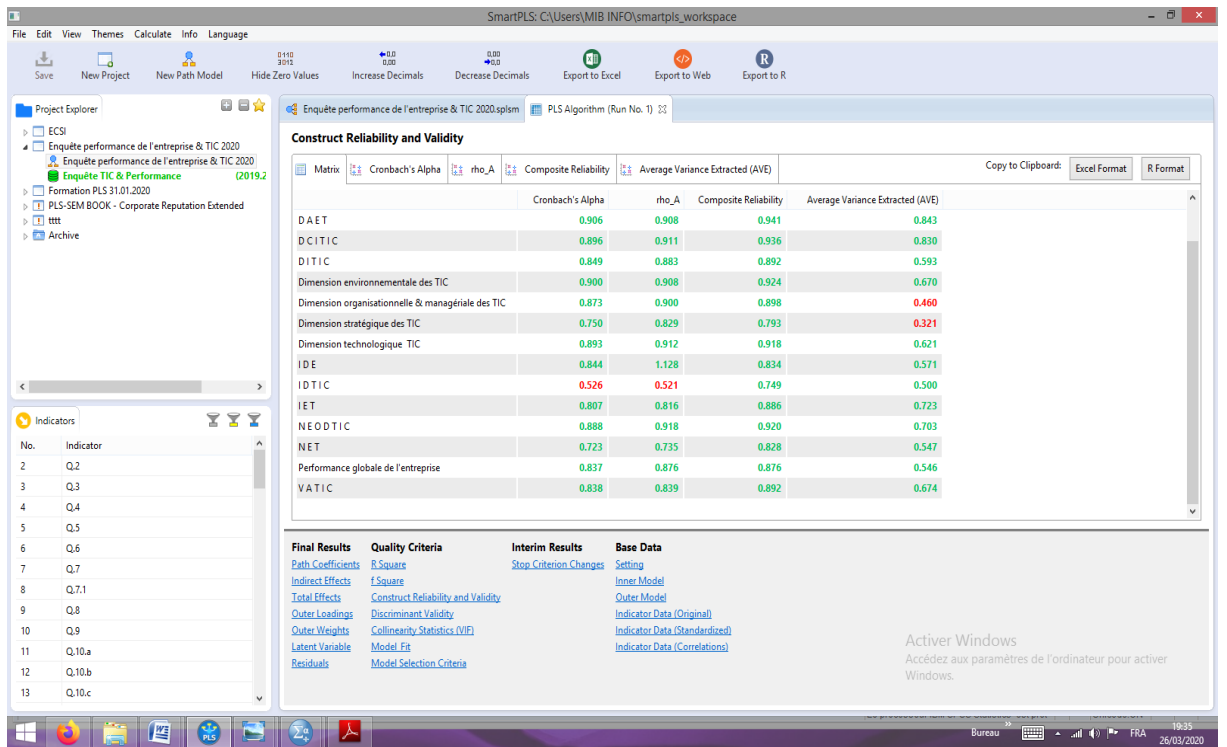 SmartPLS: C:\Users\MIB INFO\smartpls_workspace
File Edit View Themes Calculate Info Language
Save New Project New Path Model Hide Zero Values Increase Decimals Decrease Decimals Export to Excel Export to Web Export to R
Project Explorer
ECSI
Enquête performance de l'entreprise & TIC 2020
Enquête performance de l'entreprise & TIC 2020
Enquête TIC & Performance (2019.2
Formation PLS 31.01.2020
PLS-SEM BOOK - Corporate Reputation Extended
tttt
Archive
Indicators
No. Indicator
2 Q.2
3 Q.3
4 Q.4
5 Q.5
6 Q.6
7 Q.7
8 Q.7.1
9 Q.8
10 Q.9
11 Q.10.a
12 Q.10.b
13 Q.10.c
Enquête performance de l'entreprise & TIC 2020.splsm PLS Algorithm (Run No. 1)
Construct Reliability and Validity
Matrix Cronbach's Alpha rho_A Composite Reliability Average Variance Extracted (AVE) Copy to Clipboard: Excel Format R Format
Cronbach's Alpha rho_A Composite Reliability Average Variance Extracted (AVE)
D A E T 0.906 0.908 0.941 0.843
D C I T I C 0.896 0.911 0.936 0.830
D I T I C 0.849 0.883 0.892 0.593
Dimension environnementale des TIC 0.900 0.908 0.924 0.670
Dimension organisationnelle & managériale des TIC 0.873 0.900 0.898 0.460
Dimension stratégique des TIC 0.750 0.829 0.793 0.321
Dimension technologique TIC 0.893 0.912 0.918 0.621
I D E 0.844 1.128 0.834 0.571
I D T I C 0.526 0.521 0.749 0.500
I E T 0.807 0.816 0.886 0.723
N E O D T I C 0.888 0.918 0.920 0.703
N E T 0.723 0.735 0.828 0.547
Performance globale de l'entreprise 0.837 0.876 0.876 0.546
V A T I C 0.838 0.839 0.892 0.674
Final Results Quality Criteria Interim Results Base Data
Path Coefficients R Square Stop Criterion Changes Setting
Indirect Effects f Square Inner Model
Total Effects Construct Reliability and Validity Outer Model
Outer Loadings Discriminant Validity Indicator Data (Original)
Outer Weights Collinearity Statistics (VIF) Indicator Data (Standardized)
Latent Variable Model Fit Indicator Data (Correlations)
Residuals Model Selection Criteria
Activer Windows
Accédez aux paramètres de l'ordinateur pour activer
Windows.
Bureau FRA 19:35
26/03/2020